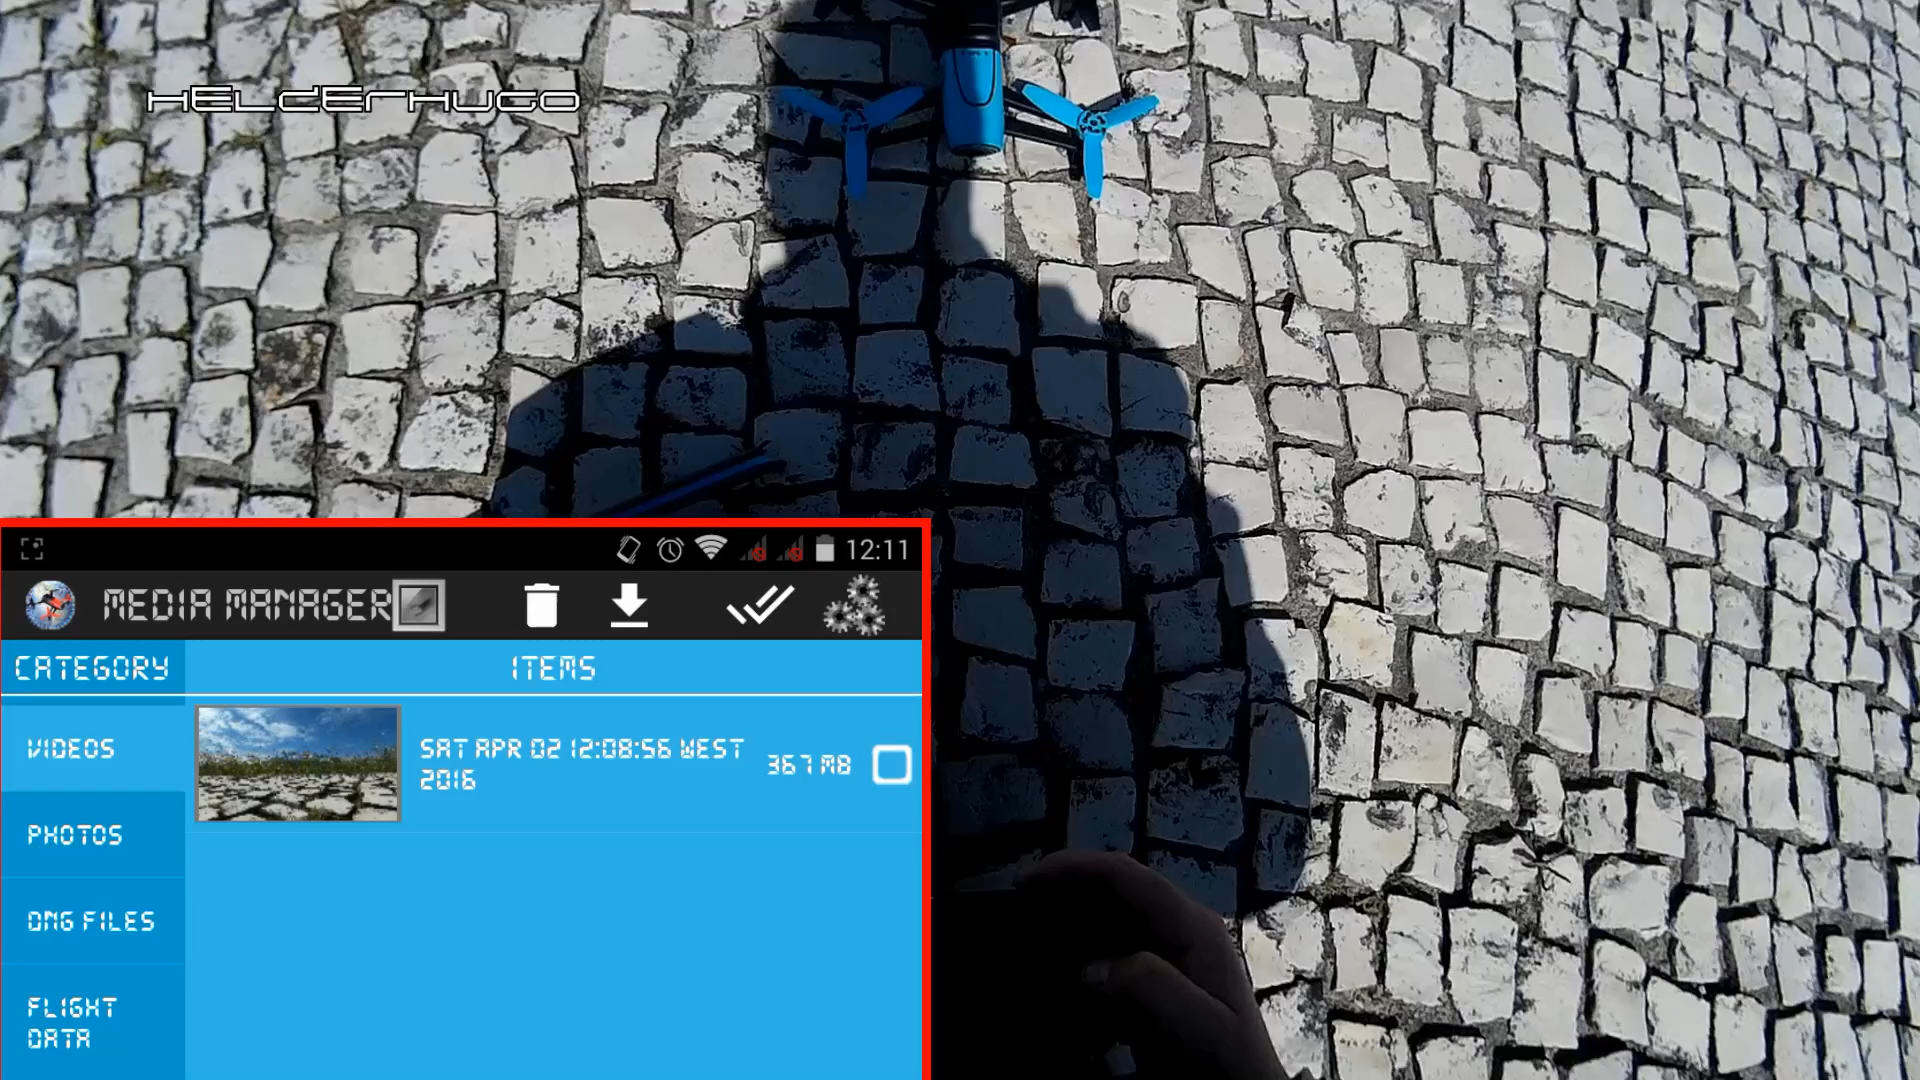 HELDERHUGO
12:11
MEDIA MANAGER
CATEGORY
ITEMS
VIDEOS
SAT APR 02 12:08:56 WEST
2016
367 MB
PHOTOS
DNG FILES
FLIGHT
DATA